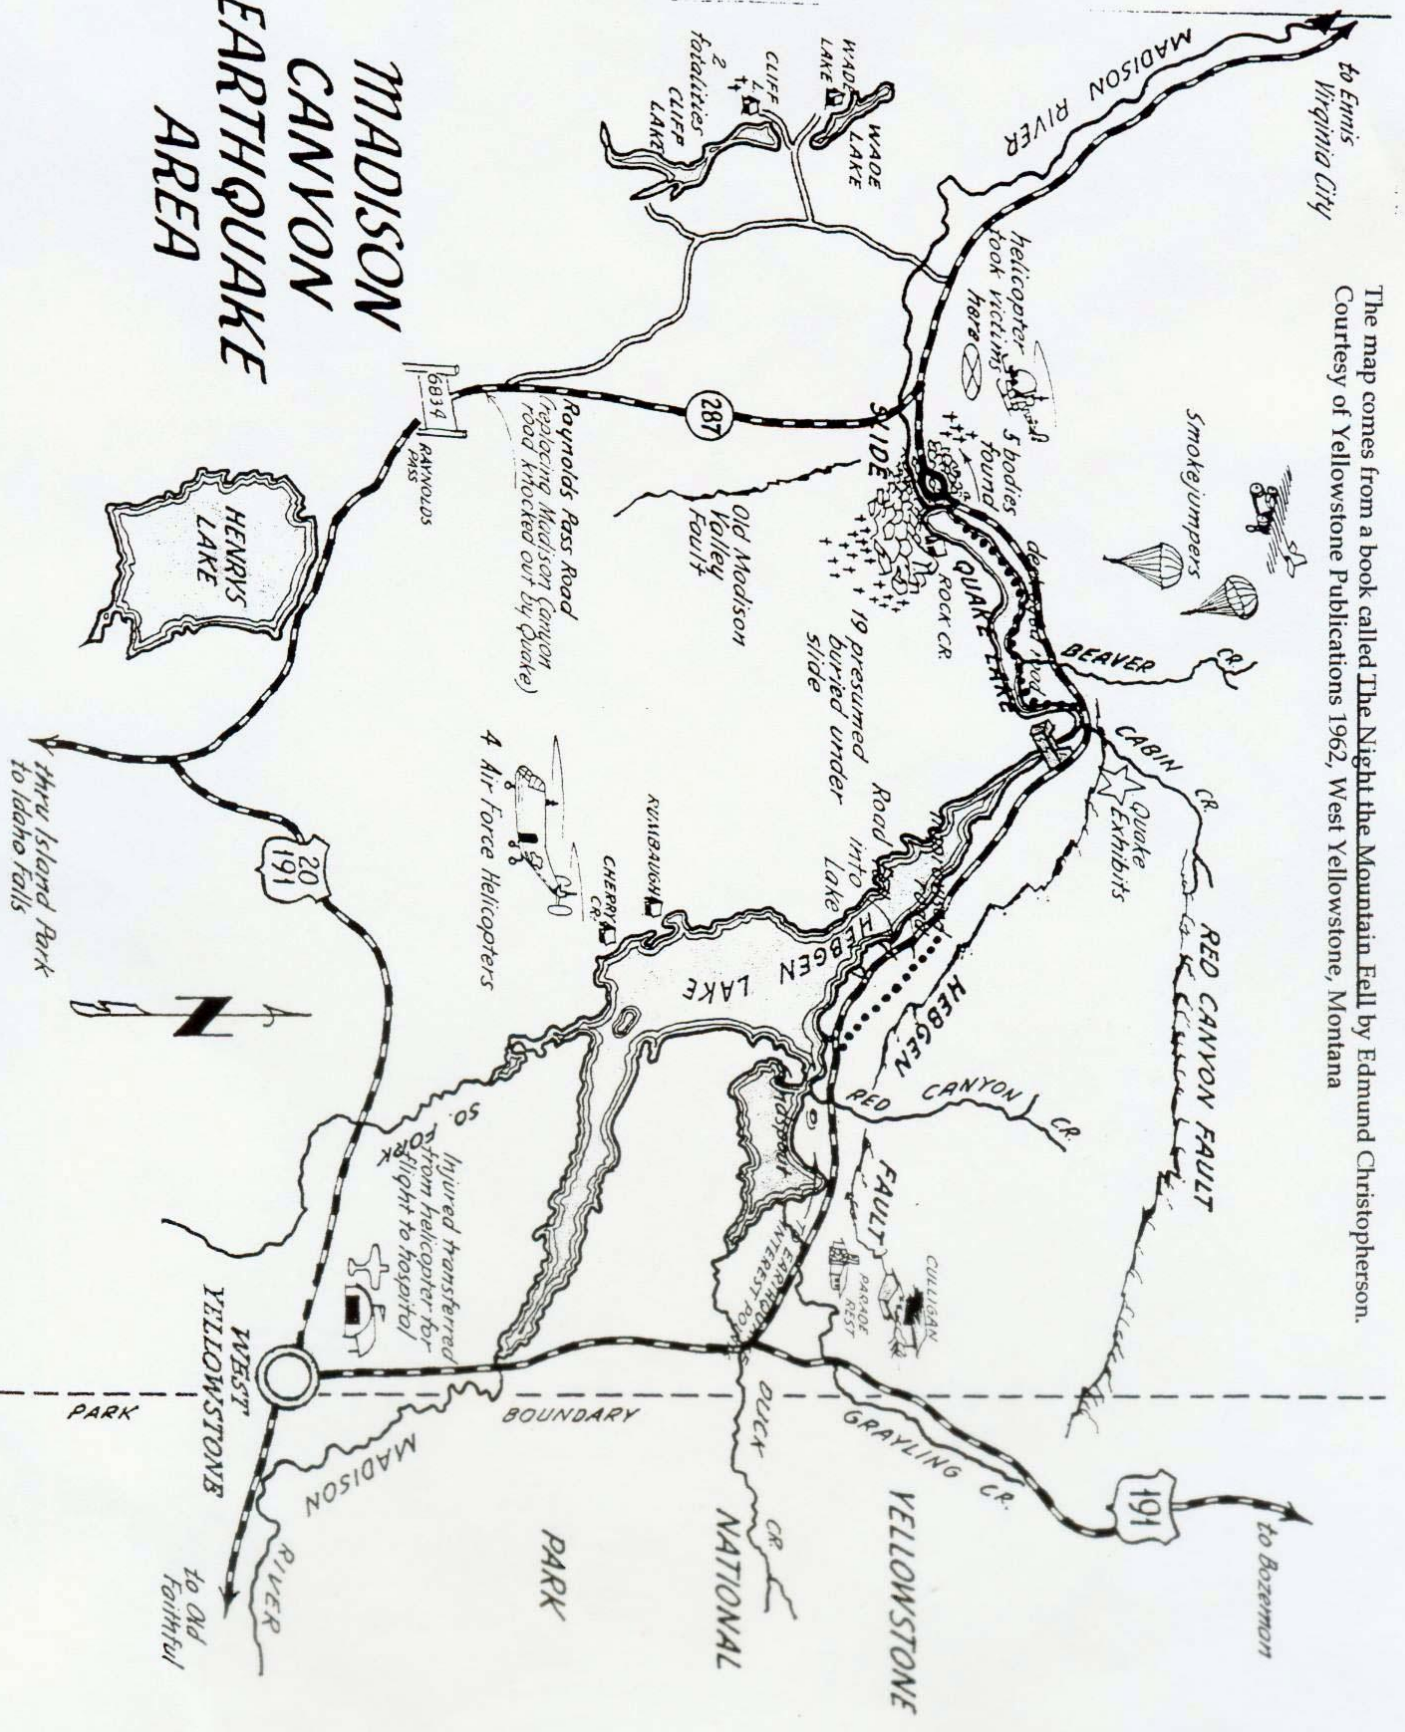 The map comes from a book called The Night the Mountain Fell by Edmund Christopherson.
Courtesy of Yellowstone Publications 1962, West Yellowstone, Montana
to Ennis
Virginia City
MADISON RIVER
Smokejumpers
helicopter
took victims
here
5 bodies
found
SLIDE
ROCK CR.
QUAKE LAKE
BEAVER CR.
CABIN CR.
Quake
Exhibits
RED CANYON FAULT
HEBGEN
FAULT
RED CANYON CR.
CULLIGAN
PARADE
REST
to Bozeman
191
GRAYLING CR.
DUCK CR.
YELLOWSTONE
NATIONAL
PARK
WADE
LAKE
WADE
LAKE
CLIFF
L.
CLIFF
LAKE
2
fatalities
287
Old Madison
Valley
Fault
19 presumed
buried under
slide
Road into
Lake
HEBGEN
LAKE
RUMBAUGH
CHERRY
CR.
4 Air Force Helicopters
Raynolds Pass Road
(replacing Madison Canyon
road knocked out by Quake)
6834
RAYNOLDS
PASS
HENRYS
LAKE
MADISON
CANYON
EARTHQUAKE
AREA
20
191
thru Island Park
to Idaho Falls
N
SO. FORK
Injured transferred
from helicopter for
flight to hospital
WEST
YELLOWSTONE
PARK BOUNDARY
MADISON RIVER
to Old
Faithful